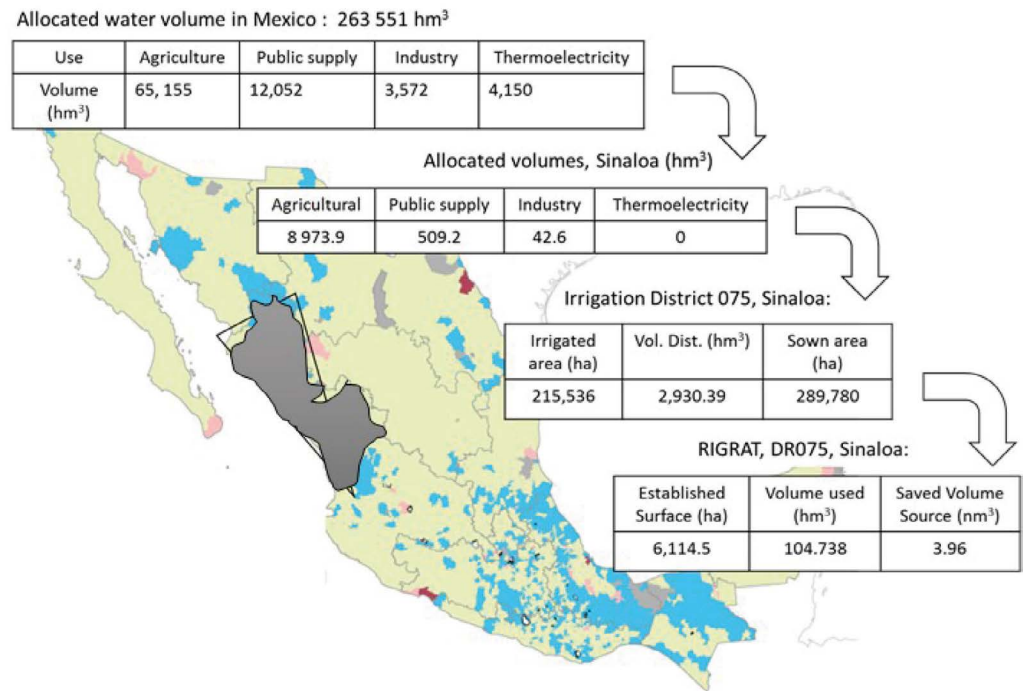 Allocated water volume in Mexico : 263 551 hm³
Use Agriculture Public supply Industry Thermoelectricity
Volume (hm³) 65, 155 12,052 3,572 4,150
Allocated volumes, Sinaloa (hm³)
Agricultural Public supply Industry Thermoelectricity
8 973.9 509.2 42.6 0
Irrigation District 075, Sinaloa:
Irrigated area (ha) Vol. Dist. (hm³) Sown area (ha)
215,536 2,930.39 289,780
RIGRAT, DR075, Sinaloa:
Established Surface (ha) Volume used (hm³) Saved Volume Source (nm³)
6,114.5 104.738 3.96